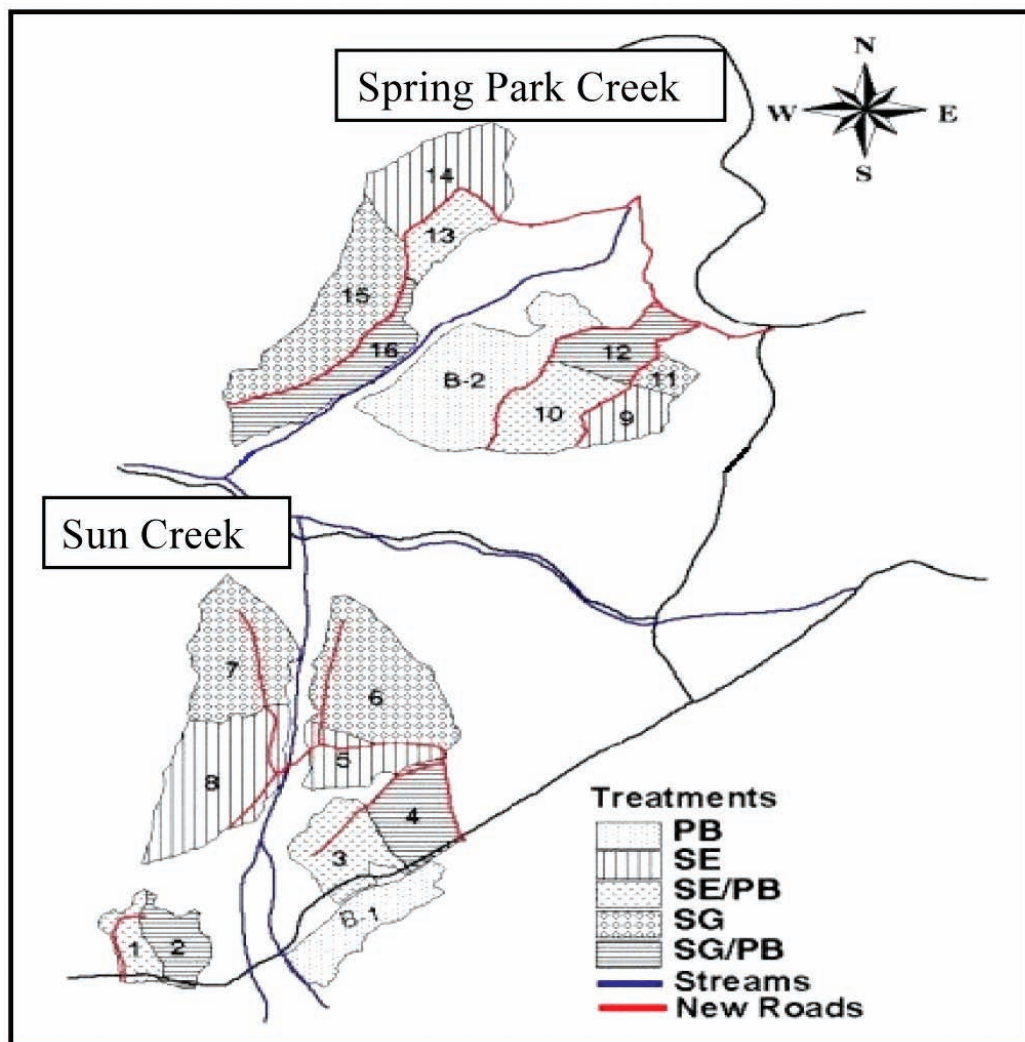 Spring Park Creek
N
W
E
S
14
13
15
16
12
B-2
11
10
9
Sun Creek
7
6
5
8
4
3
B-1
1
2
Treatments
PB
SE
SE/PB
SG
SG/PB
Streams
New Roads